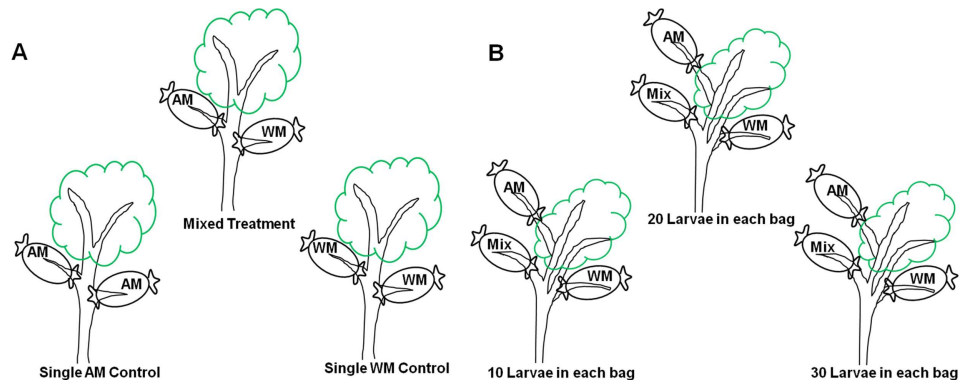 A
AM
WM
Mixed Treatment
AM
AM
Single AM Control
WM
WM
Single WM Control
B
AM
Mix
WM
20 Larvae in each bag
AM
Mix
WM
10 Larvae in each bag
AM
Mix
WM
30 Larvae in each bag